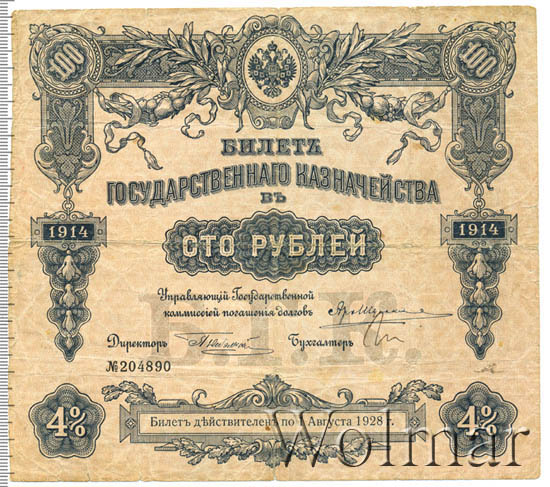 100 100
БИЛЕТЪ
ГОСУДАРСТВЕННАГО КАЗНАЧЕЙСТВА
ВЪ
1914 1914
СТО РУБЛЕЙ
Управляющій Государственной
коммиссіей погашенія долговъ
Б.Г.К.
Директоръ Бухгалтеръ
№204890
4% 4%
Билетъ дѣйствителенъ по 1 Августа 1928 г.
Wolmar